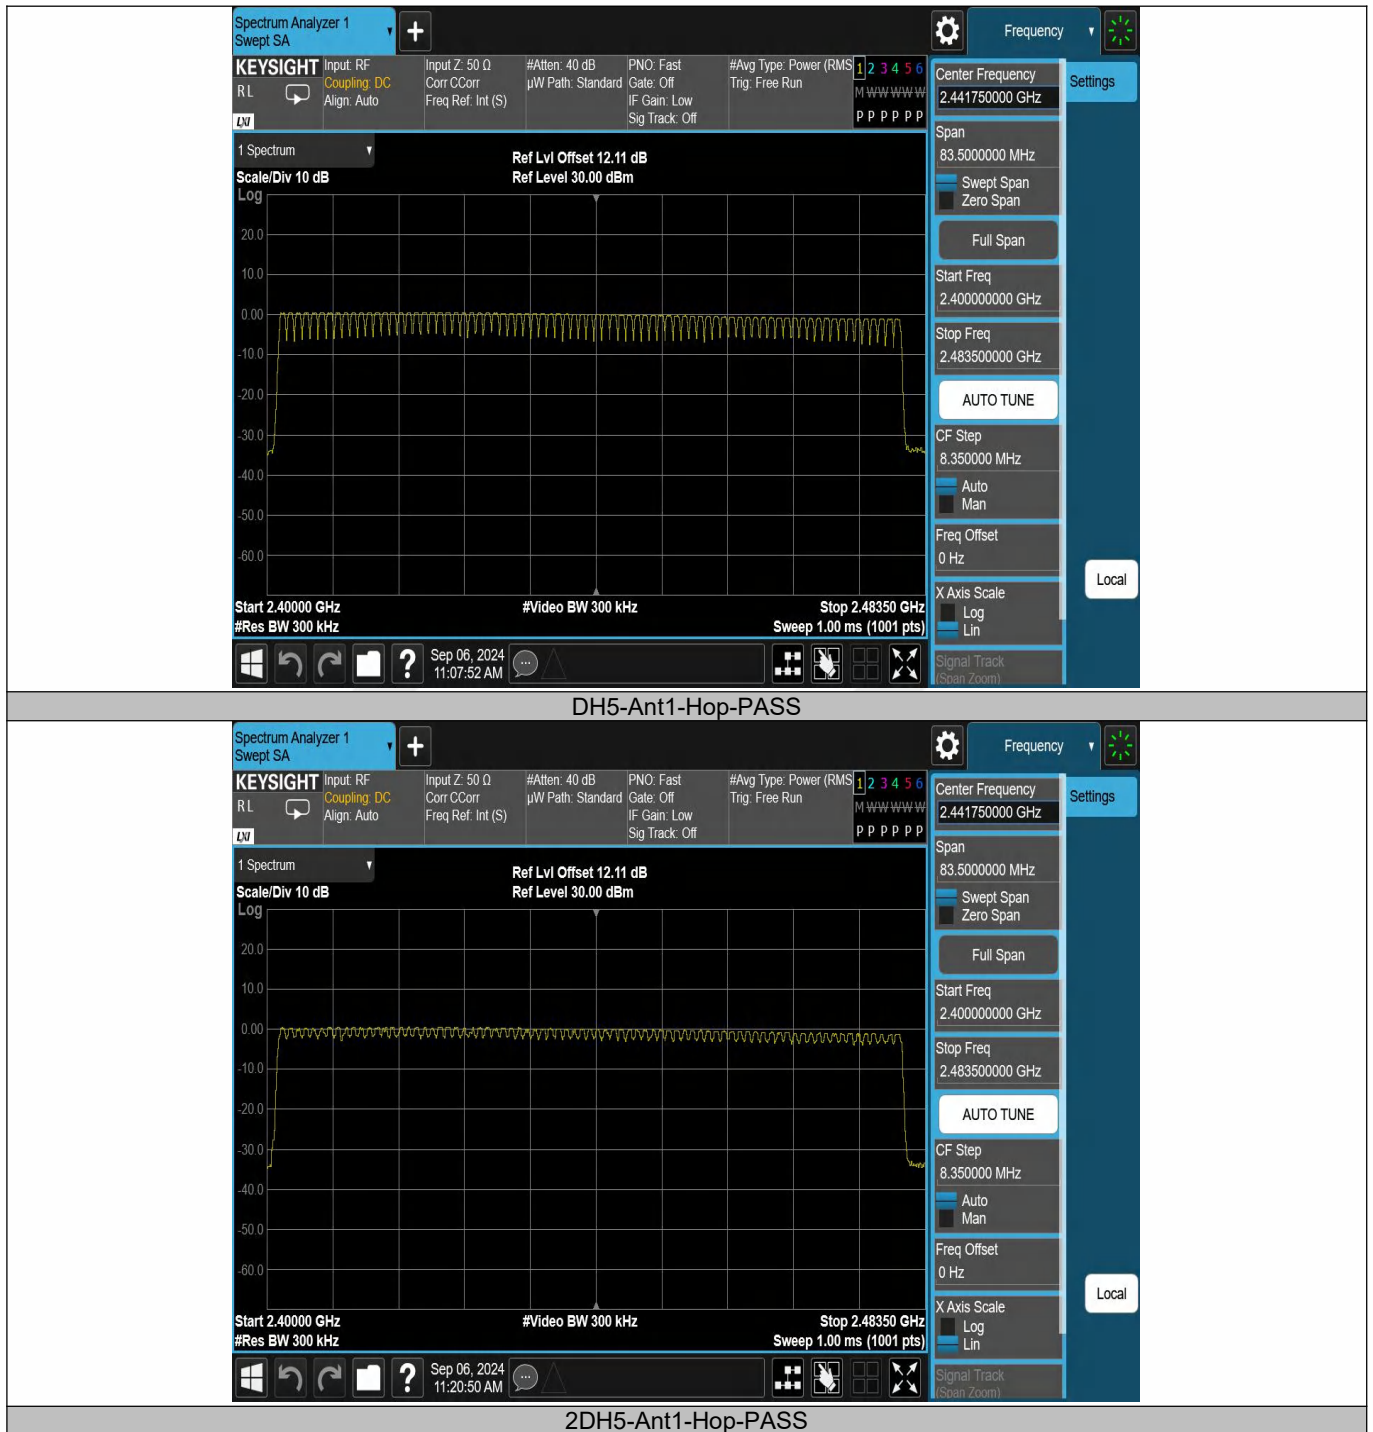 Spectrum Analyzer 1
Swept SA
Frequency
KEYSIGHT
RL
LXI
Input: RF
Coupling: DC
Align: Auto
Input Z: 50 Ω
Corr CCorr
Freq Ref: Int (S)
#Atten: 40 dB
µW Path: Standard
PNO: Fast
Gate: Off
IF Gain: Low
Sig Track: Off
#Avg Type: Power (RMS
Trig: Free Run
1 2 3 4 5 6
M W W W W W
P P P P P P
Center Frequency
2.441750000 GHz
Settings
Span
83.5000000 MHz
Swept Span
Zero Span
Full Span
Start Freq
2.400000000 GHz
Stop Freq
2.483500000 GHz
AUTO TUNE
CF Step
8.350000 MHz
Auto
Man
Freq Offset
0 Hz
X Axis Scale
Log
Lin
Signal Track
(Span Zoom)
Local
1 Spectrum
Scale/Div 10 dB
Ref Lvl Offset 12.11 dB
Ref Level 30.00 dBm
Log
20.0
10.0
0.00
-10.0
-20.0
-30.0
-40.0
-50.0
-60.0
Start 2.40000 GHz
#Video BW 300 kHz
Stop 2.48350 GHz
#Res BW 300 kHz
Sweep 1.00 ms (1001 pts)
?
Sep 06, 2024
11:07:52 AM
DH5-Ant1-Hop-PASS
Spectrum Analyzer 1
Swept SA
Frequency
KEYSIGHT
RL
LXI
Input: RF
Coupling: DC
Align: Auto
Input Z: 50 Ω
Corr CCorr
Freq Ref: Int (S)
#Atten: 40 dB
µW Path: Standard
PNO: Fast
Gate: Off
IF Gain: Low
Sig Track: Off
#Avg Type: Power (RMS
Trig: Free Run
1 2 3 4 5 6
M W W W W W
P P P P P P
Center Frequency
2.441750000 GHz
Settings
Span
83.5000000 MHz
Swept Span
Zero Span
Full Span
Start Freq
2.400000000 GHz
Stop Freq
2.483500000 GHz
AUTO TUNE
CF Step
8.350000 MHz
Auto
Man
Freq Offset
0 Hz
X Axis Scale
Log
Lin
Signal Track
(Span Zoom)
Local
1 Spectrum
Scale/Div 10 dB
Ref Lvl Offset 12.11 dB
Ref Level 30.00 dBm
Log
20.0
10.0
0.00
-10.0
-20.0
-30.0
-40.0
-50.0
-60.0
Start 2.40000 GHz
#Video BW 300 kHz
Stop 2.48350 GHz
#Res BW 300 kHz
Sweep 1.00 ms (1001 pts)
?
Sep 06, 2024
11:20:50 AM
2DH5-Ant1-Hop-PASS